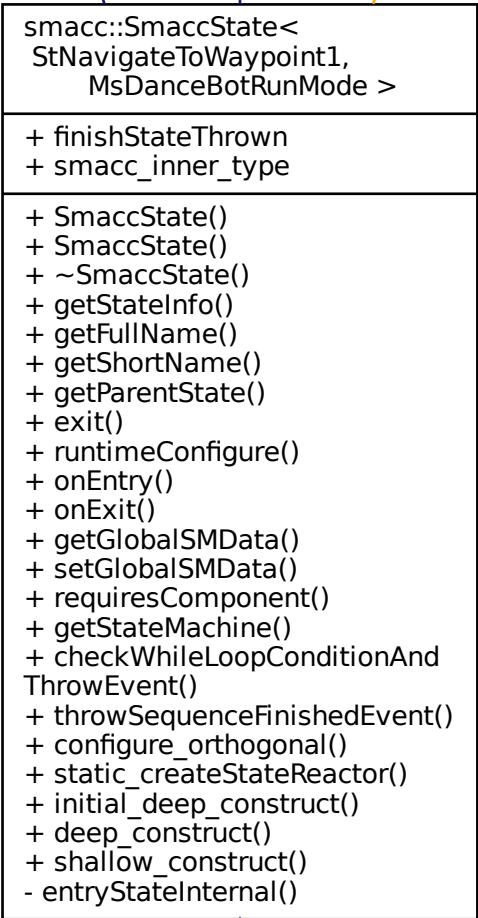 smacc::SmaccState<
StNavigateToWaypoint1,
MsDanceBotRunMode >
+ finishStateThrown
+ smacc_inner_type
+ SmaccState()
+ SmaccState()
+ ~SmaccState()
+ getStateInfo()
+ getFullName()
+ getShortName()
+ getParentState()
+ exit()
+ runtimeConfigure()
+ onEntry()
+ onExit()
+ getGlobalSMData()
+ setGlobalSMData()
+ requiresComponent()
+ getStateMachine()
+ checkWhileLoopConditionAnd
ThrowEvent()
+ throwSequenceFinishedEvent()
+ configure_orthogonal()
+ static_createStateReactor()
+ initial_deep_construct()
+ deep_construct()
+ shallow_construct()
- entryStateInternal()